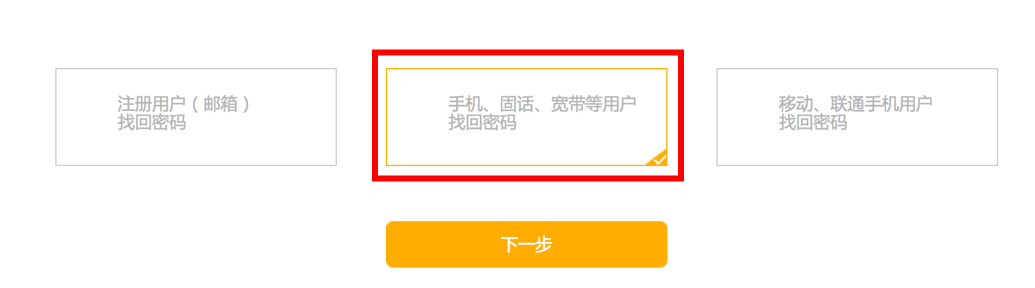 注册用户（邮箱）
找回密码
手机、固话、宽带等用户
找回密码
移动、联通手机用户
找回密码
下一步